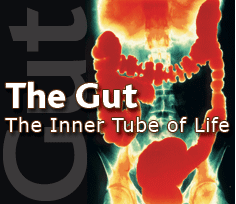 Gut
The Gut
The Inner Tube of Life